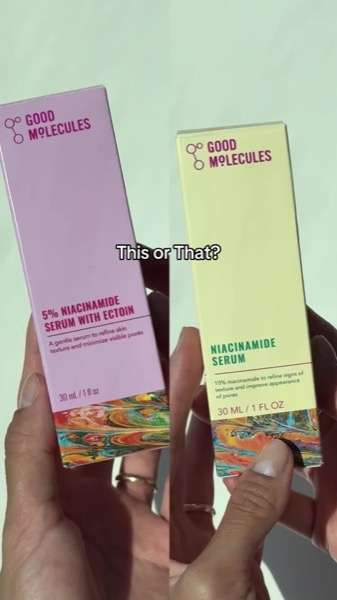 GOOD
MOLECULES
5% NIACINAMIDE
SERUM WITH ECTOIN
A gentle serum to refine skin
texture and minimize visible pores
30 mL / 1 fl oz
This or That?
GOOD
MOLECULES
NIACINAMIDE
SERUM
10% niacinamide to refine signs of
texture and improve appearance
of pores
30 ML / 1 FL OZ